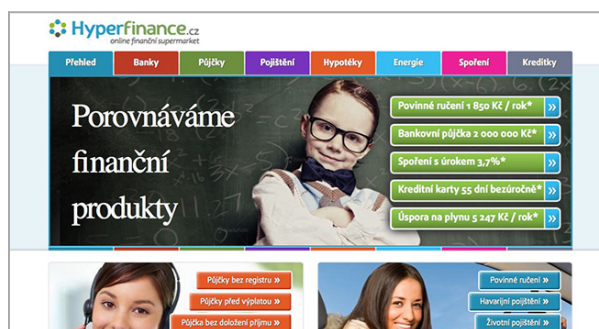 Hyperfinance.cz
online finanční supermarket
Přehled Banky Půjčky Pojištění Hypotéky Energie Spoření Kreditky
Porovnáváme
finanční
produkty
Povinné ručení 1 850 Kč / rok* »
Bankovní půjčka 2 000 000 Kč* »
Spoření s úrokem 3,7%* »
Kreditní karty 55 dní bezúročně* »
Úspora na plynu 5 247 Kč / rok* »
Půjčky bez registru »
Půjčky před výplatou »
Půjčka bez doložení příjmu »
Povinné ručení »
Havarijní pojištění »
Životní pojištění »